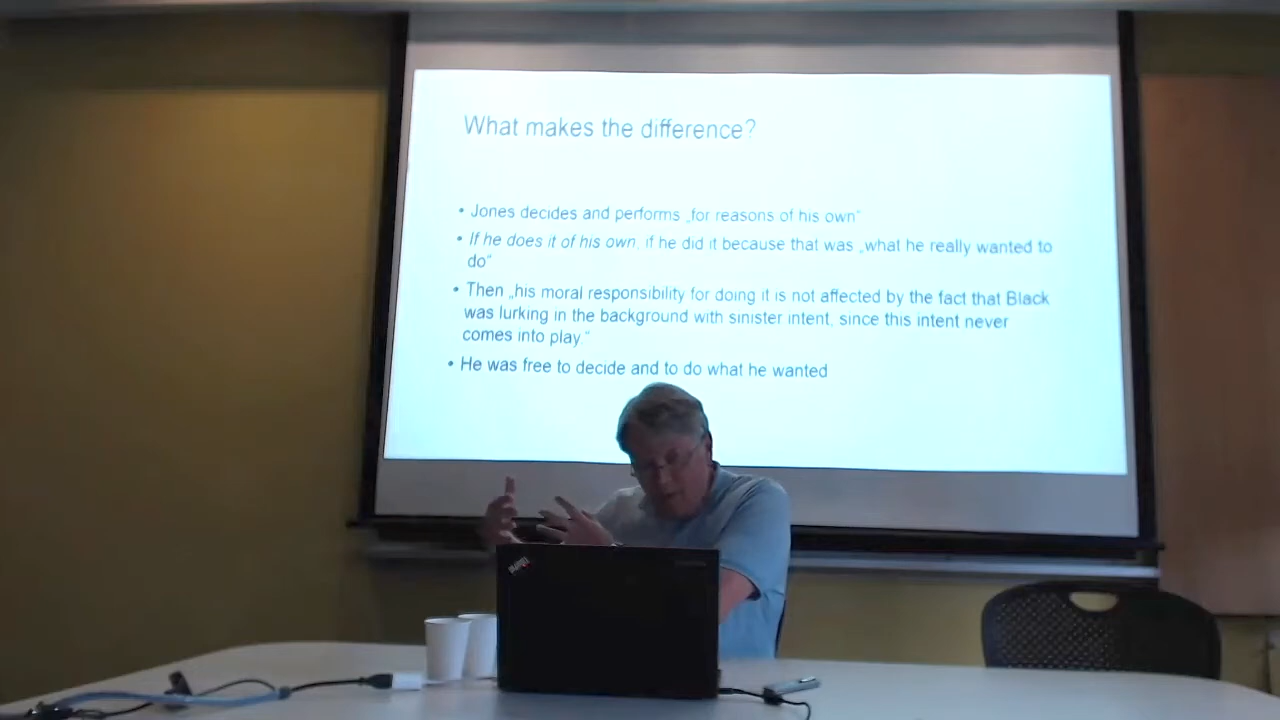 What makes the difference?
• Jones decides and performs „for reasons of his own“
• If he does it of his own, if he did it because that was „what he really wanted to
do“
• Then „his moral responsibility for doing it is not affected by the fact that Black
was lurking in the background with sinister intent, since this intent never
comes into play.“
• He was free to decide and to do what he wanted